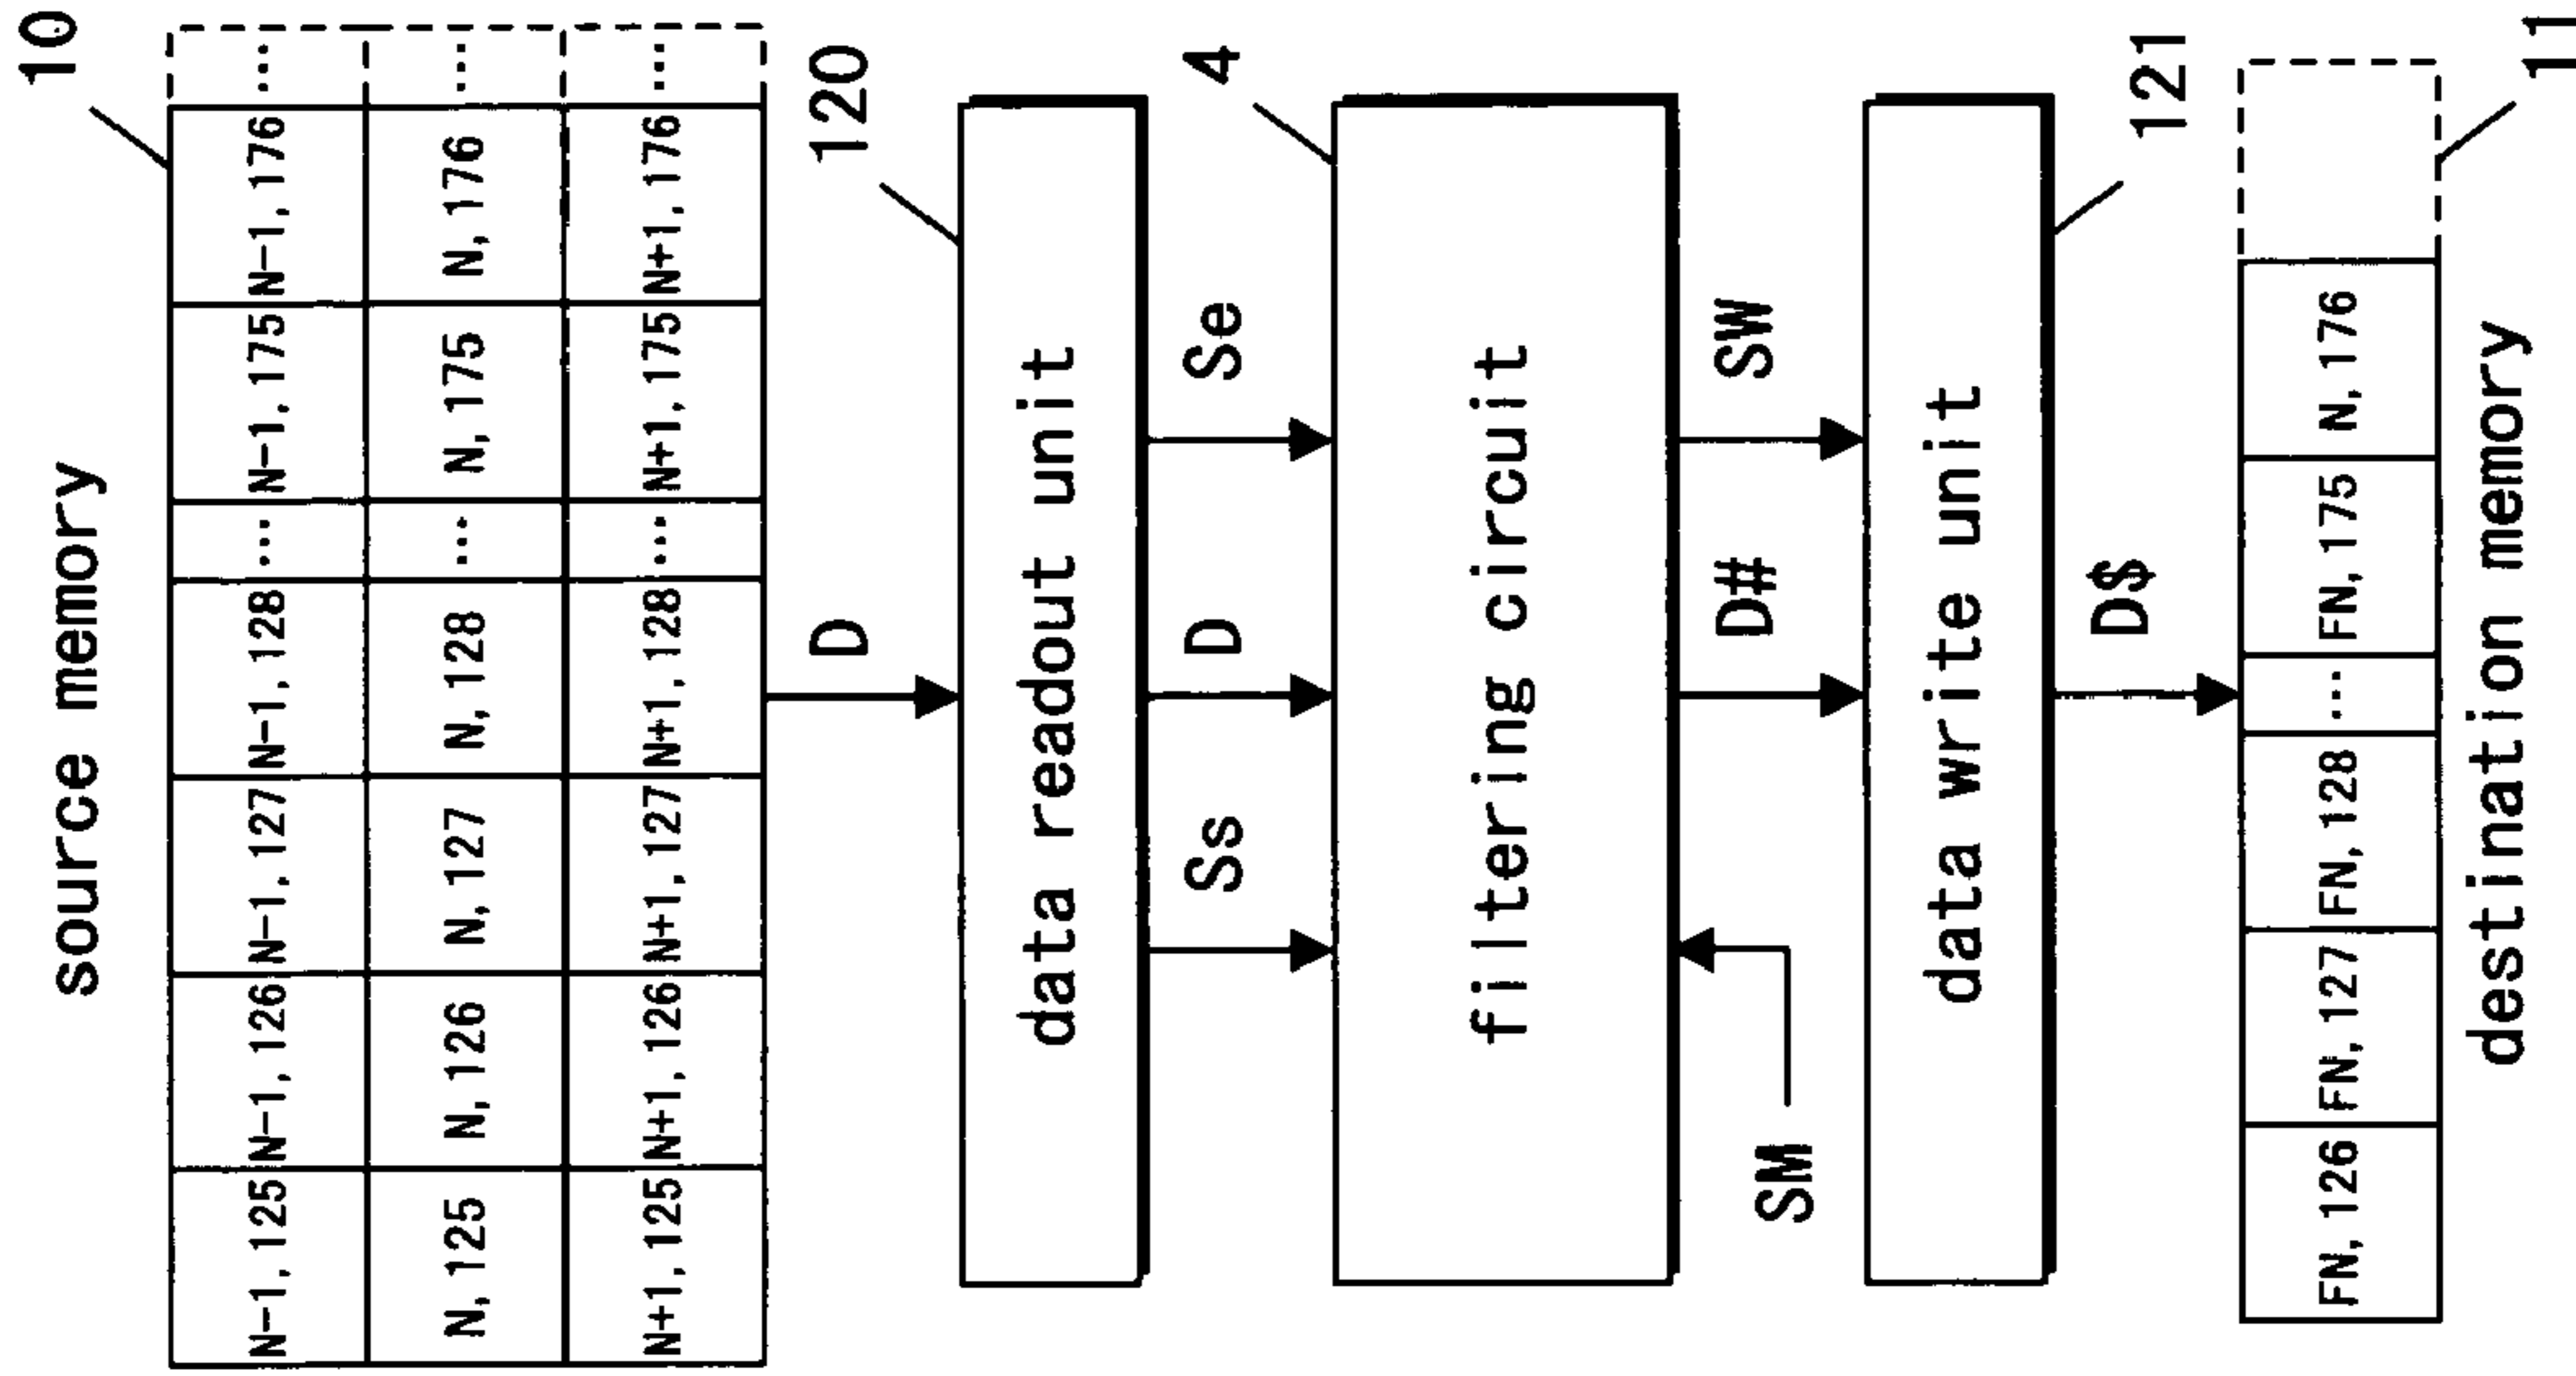 source memory
10
N-1, 125 N-1, 126 N-1, 127 N-1, 128 ... N-1, 175 N-1, 176 ...
N, 125 N, 126 N, 127 N, 128 ... N, 175 N, 176 ...
N+1, 125 N+1, 126 N+1, 127 N+1, 128 ... N+1, 175 N+1, 176 ...
D
120
data readout unit
Ss D Se
4
filtering circuit
SM
D# SW
data write unit
121
D$
FN, 126 FN, 127 FN, 128 ... FN, 175 N, 176
destination memory
11